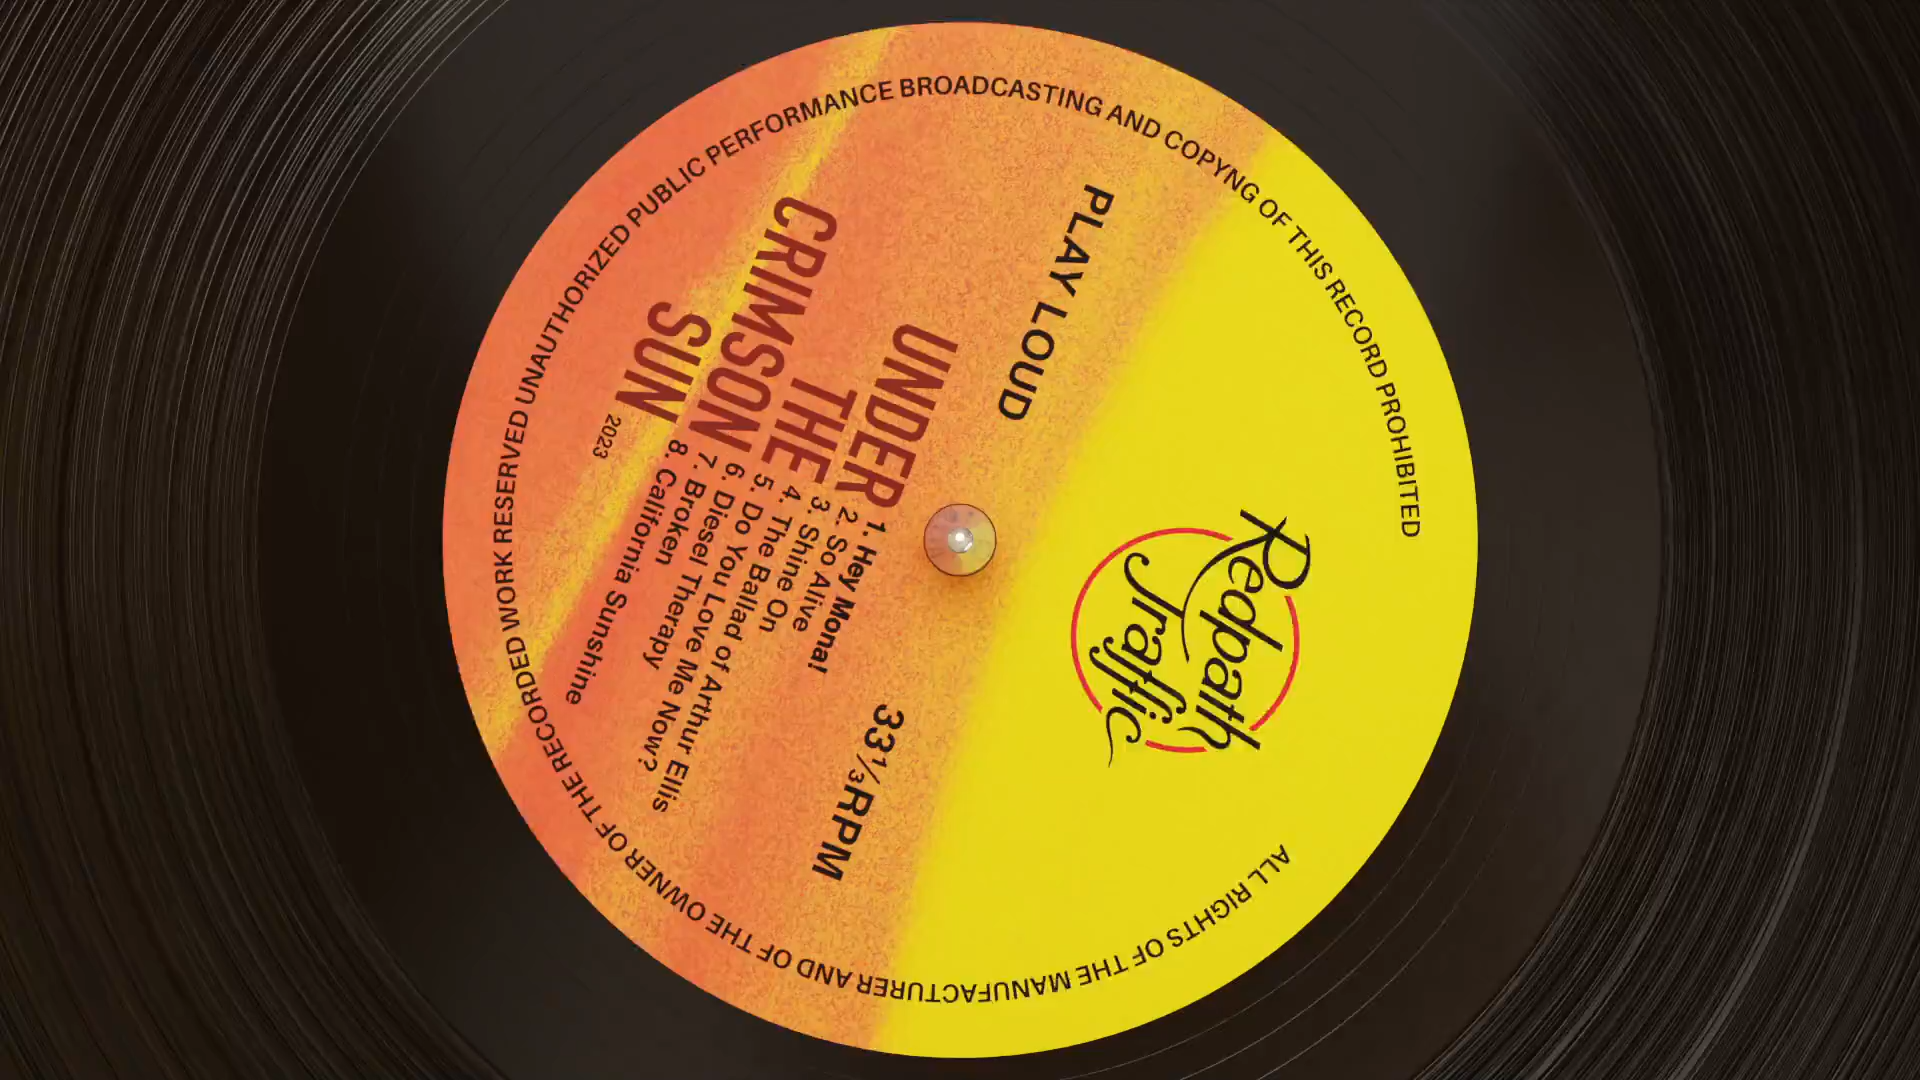 Redpath
Traffic
PLAY LOUD
33⅓RPM
UNDER
THE
CRIMSON
SUN
2023
1. Hey Mona!
2. So Alive
3. Shine On
4. The Ballad of Arthur Ellis
5. Do You Love Me Now?
6. Diesel Therapy
7. Broken
8. California Sunshine
ALL RIGHTS OF THE MANUFACTURER AND OF THE OWNER OF THE RECORDED WORK RESERVED UNAUTHORIZED PUBLIC PERFORMANCE BROADCASTING AND COPYNG OF THIS RECORD PROHIBITED